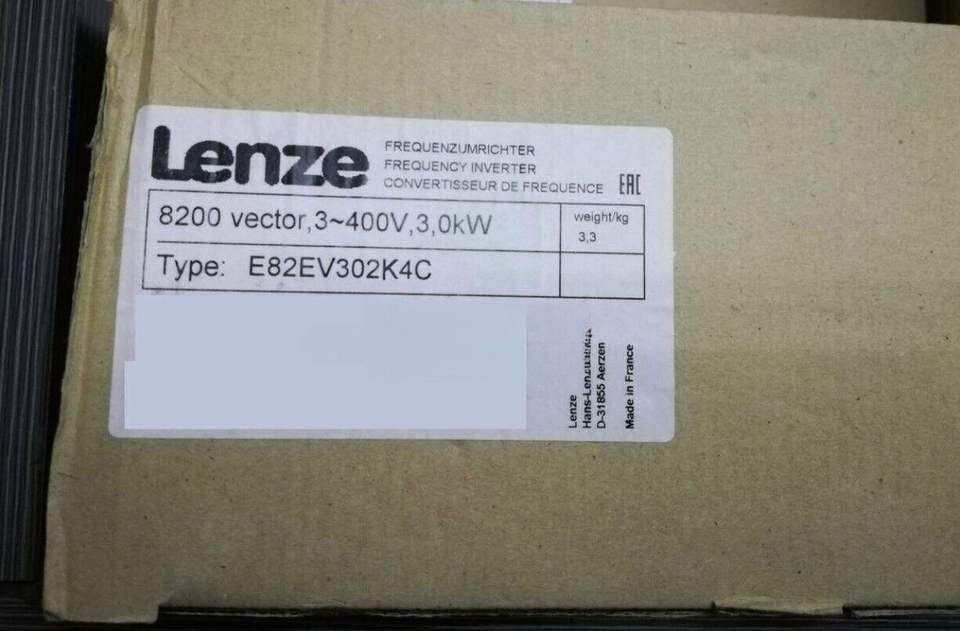 Lenze
FREQUENZUMRICHTER
FREQUENCY INVERTER
CONVERTISSEUR DE FREQUENCE
EAC
8200 vector,3~400V,3,0kW
weight/kg
3,3
Type: E82EV302K4C
Lenze
D-31855 Aerzen
Made in France